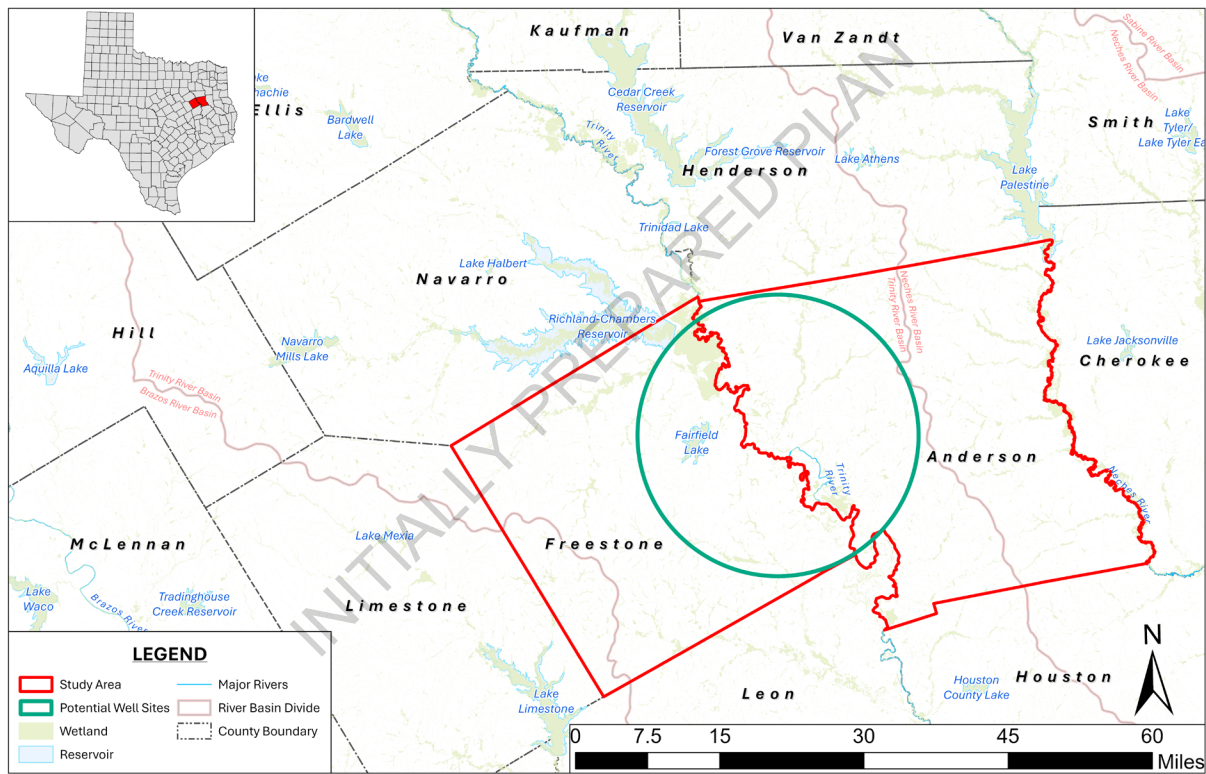 Kaufman
Van Zandt
Sabine River Basin
Neches River Basin
Cedar Creek
Reservoir
Ellis
Bardwell
Lake
Trinity
River
Forest Grove Reservoir
Lake Athens
Smith
Lake
Tyler/
Lake Tyler Ea
Henderson
Lake
Palestine
Trinidad Lake
Lake Halbert
Navarro
Neches River Basin
Trinity River Basin
Richland-Chambers
Reservoir
Hill
Navarro
Mills Lake
Lake Jacksonville
Cherokee
Aquilla Lake
Trinity River Basin
Brazos River Basin
Fairfield
Lake
Anderson
Trinity
River
Neches River
INITIALLY PREPARED PLAN
Lake Mexia
Freestone
McLennan
Limestone
Lake
Waco
Brazos River
Tradinghouse
Creek Reservoir
Lake
Limestone
Leon
Houston
Houston
County Lake
N
LEGEND
Study Area
Potential Well Sites
Wetland
Reservoir
Major Rivers
River Basin Divide
County Boundary
0 7.5 15 30 45 60
Miles